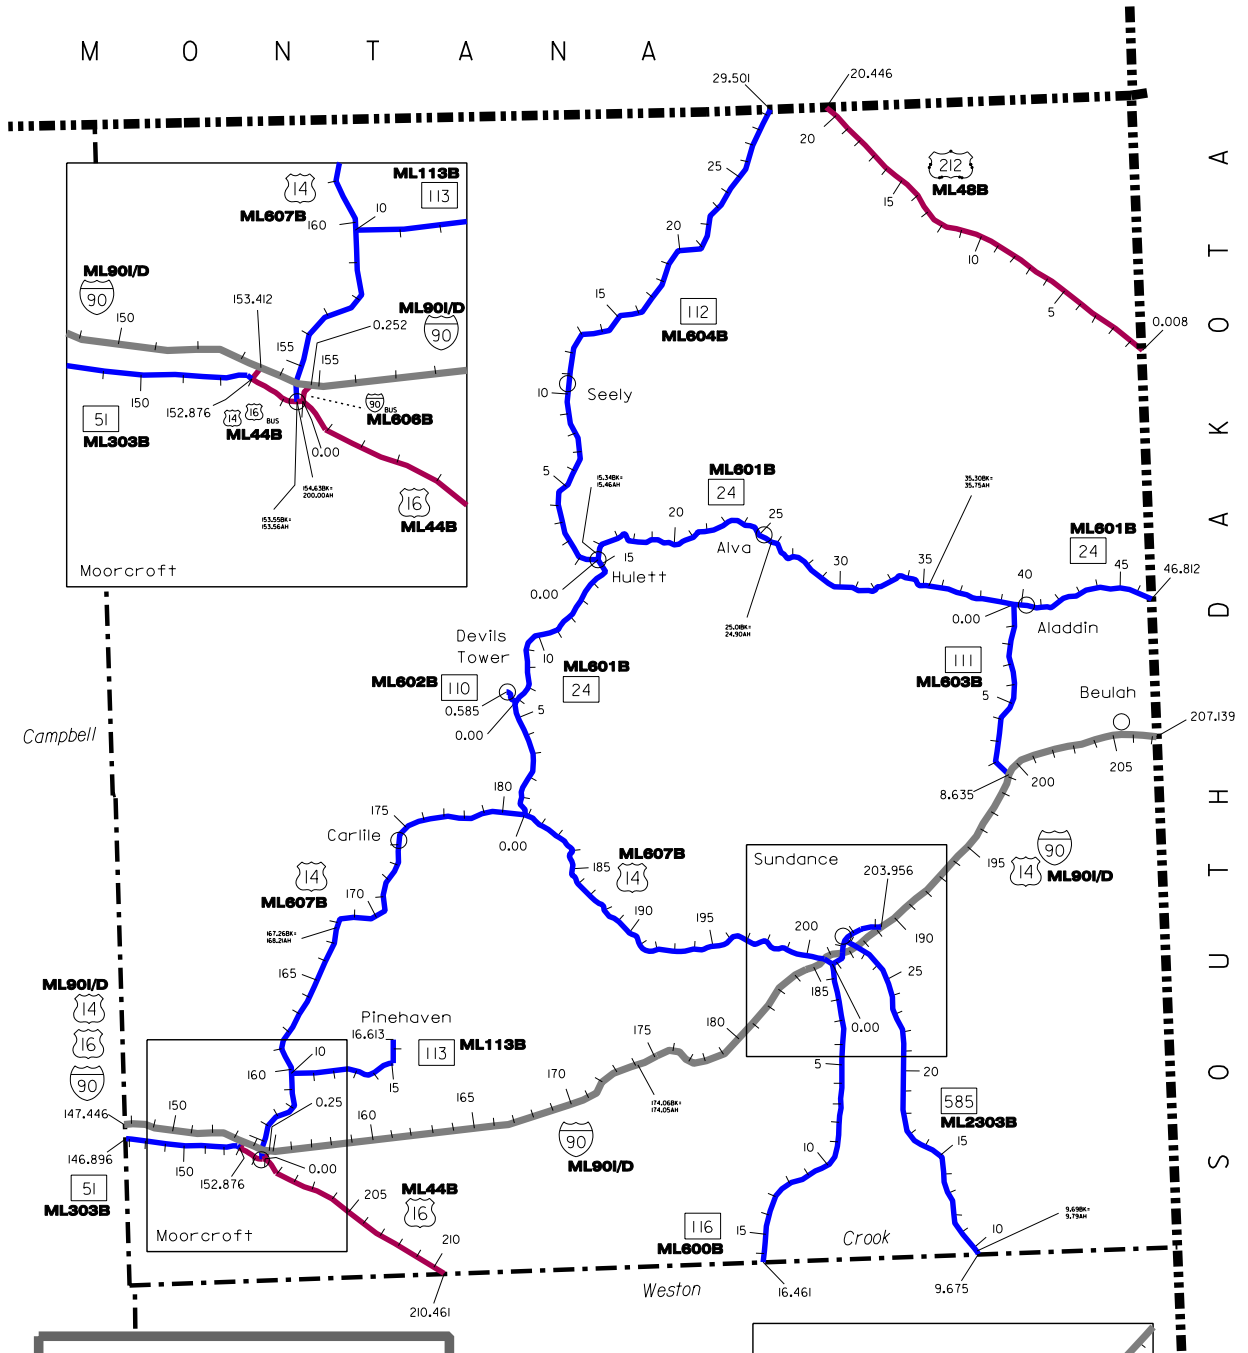 M O N T A N A
29.501
20.446
20
212
ML48B
15
10
5
0.008
25
20
15
112
ML604B
10
Seely
5
14
ML607B
ML113B
113
10
160
ML90I/D
90
150
153.412
ML90I/D
90
0.252
155
155
150
152.876
51
ML303B
14
16
BUS
ML44B
90
BUS
ML606B
0.00
154.63BK=
200.00AH
153.55BK=
153.56AH
16
ML44B
Moorcroft
15.34BK=
15.46AH
ML601B
24
20
25
Alva
15
Hulett
0.00
30
35
35.30BK=
35.75AH
ML601B
24
40
45
46.812
0.00
Aladdin
25.01BK=
24.90AH
Devils
Tower
10
ML602B
110
0.585
ML601B
24
5
0.00
111
ML603B
5
Beulah
207.139
205
200
8.635
Campbell
175
180
Carlile
0.00
14
ML607B
170
167.26BK=
168.21AH
165
185
ML607B
14
190
195
Sundance
203.956
200
195
14
90
ML90I/D
190
185
25
0.00
ML90I/D
14
16
90
147.446
146.896
51
ML303B
Pinehaven
16.613
113
ML113B
10
15
160
0.25
150
150
152.876
0.00
Moorcroft
160
165
170
175
180
174.06BK=
174.05AH
90
ML90I/D
205
ML44B
16
210
210.461
5
20
585
ML2303B
10
15
15
116
ML600B
16.461
Crook
Weston
10
9.69BK=
9.79AH
9.675
S O U T H D A K O T A